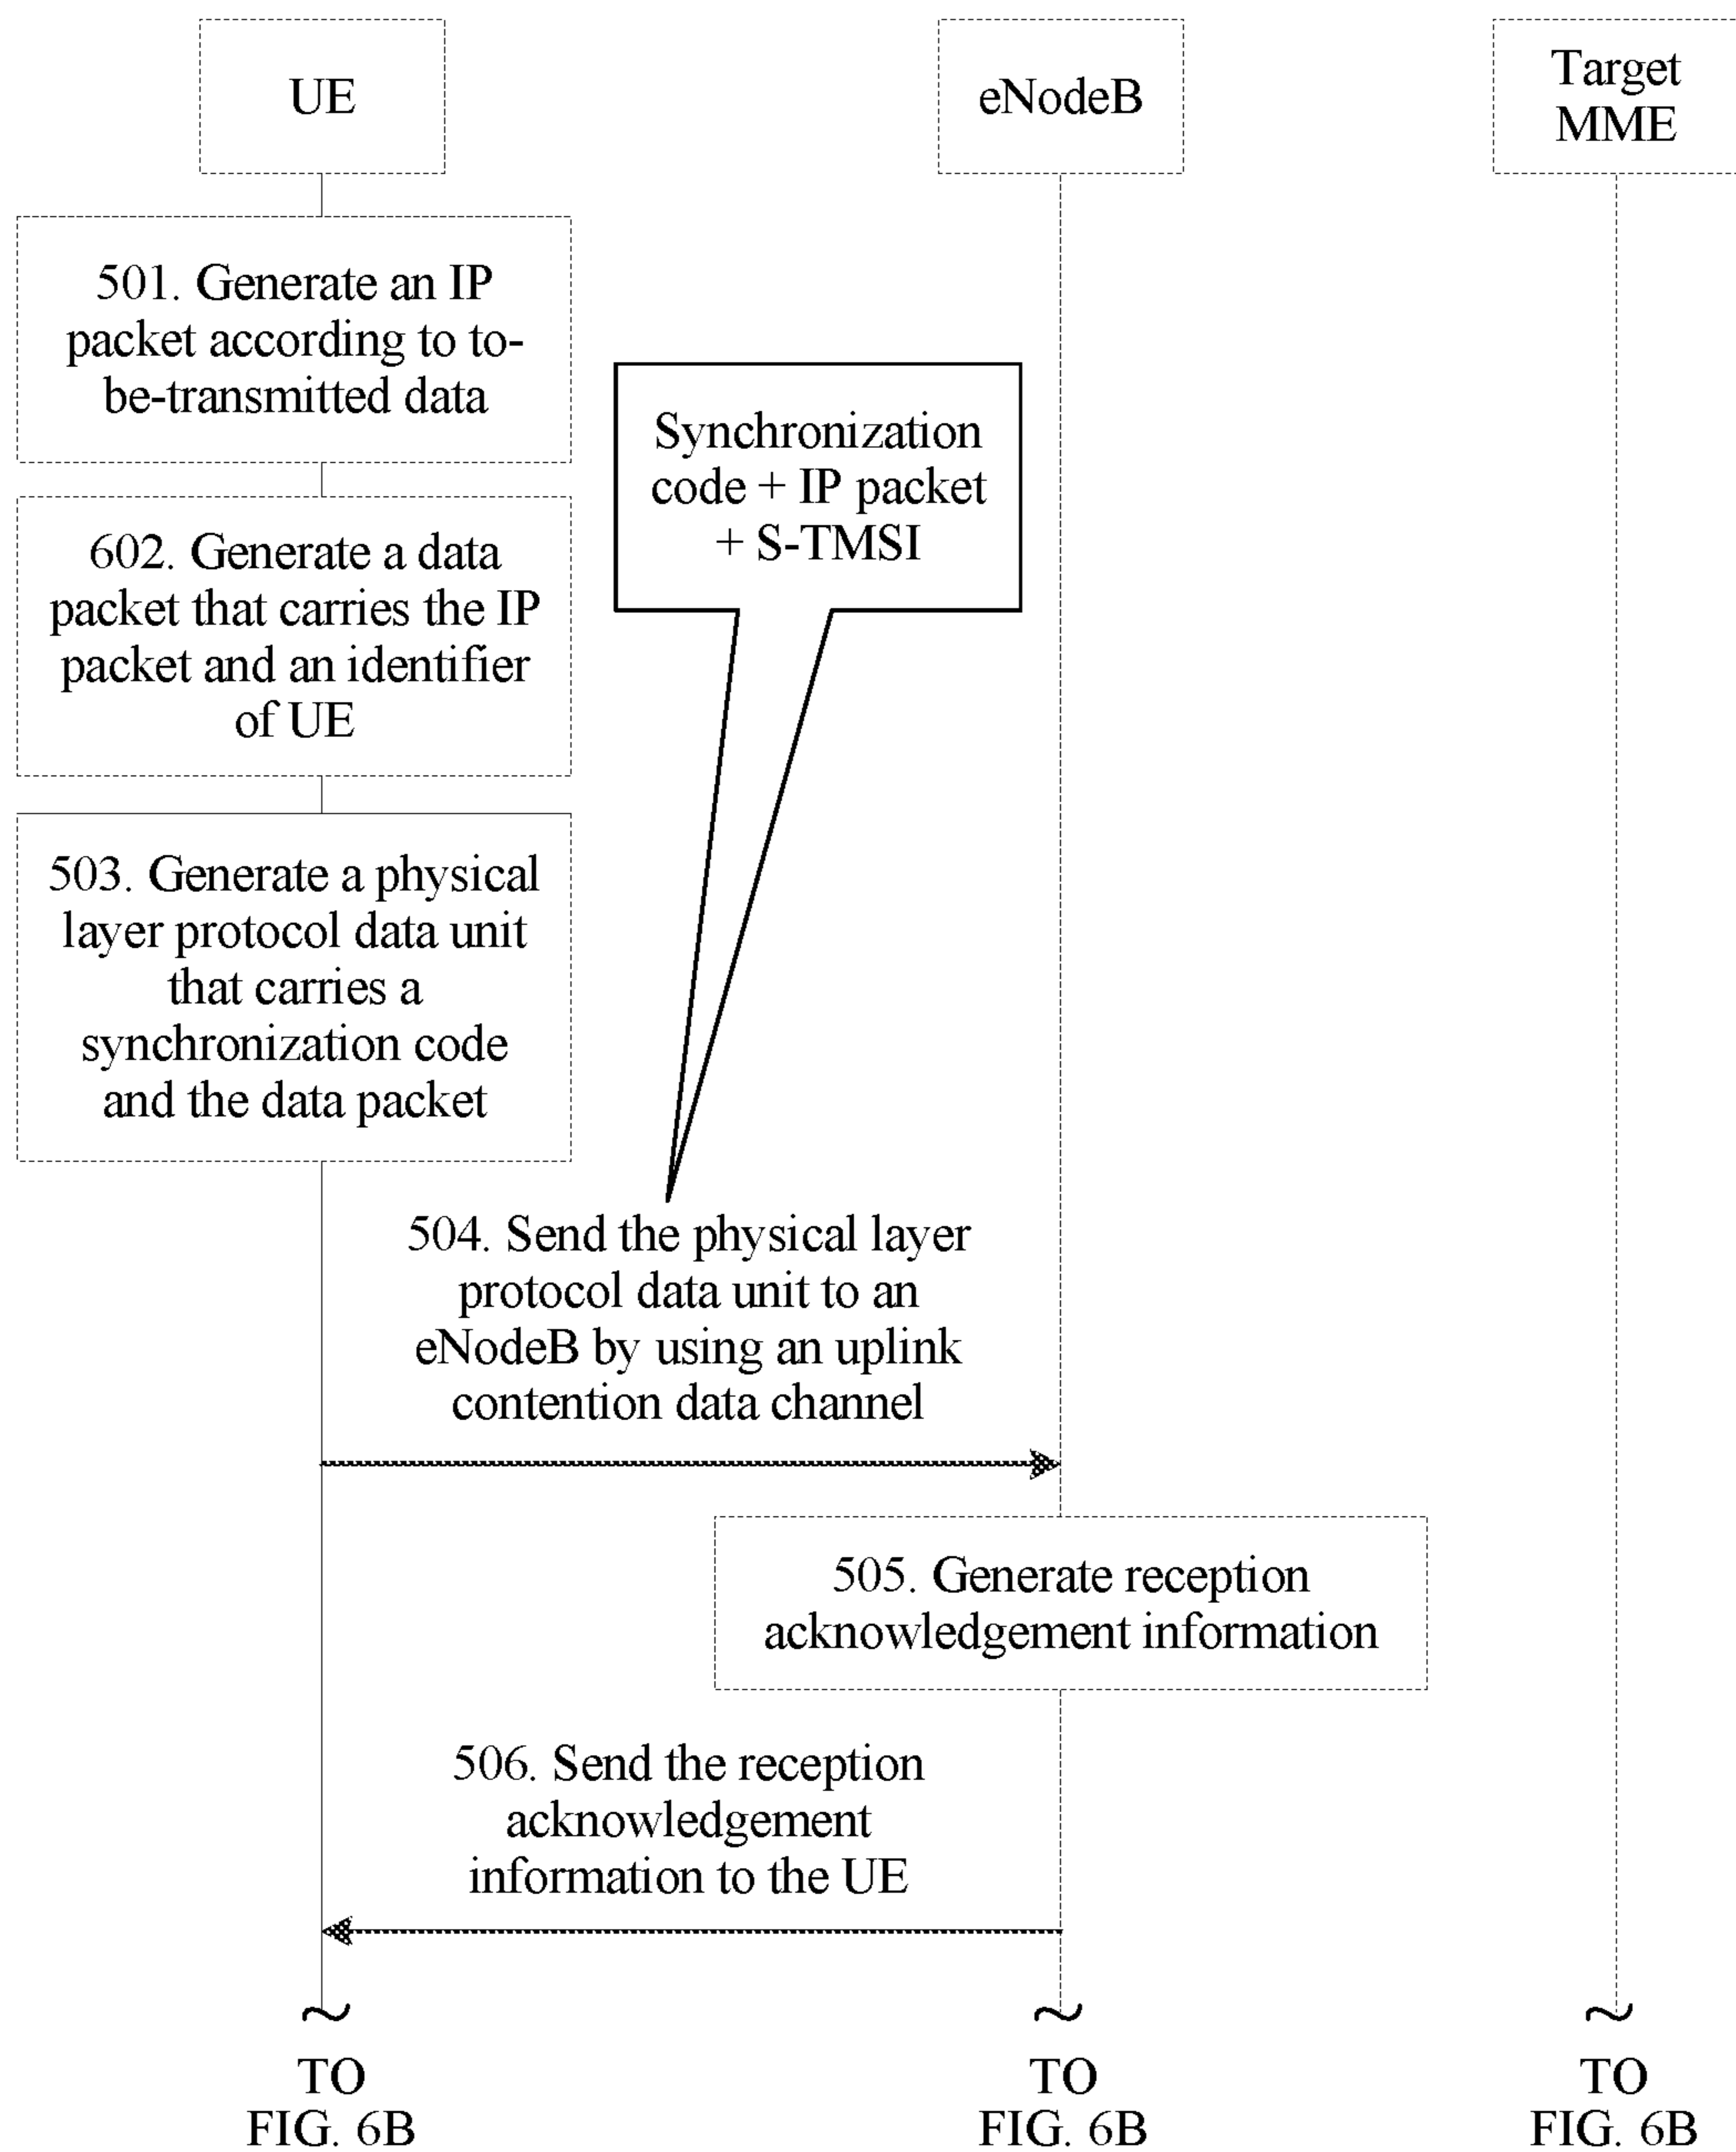 UE
eNodeB
Target
MME
501. Generate an IP
packet according to to-
be-transmitted data
Synchronization
code + IP packet
+ S-TMSI
602. Generate a data
packet that carries the IP
packet and an identifier
of UE
503. Generate a physical
layer protocol data unit
that carries a
synchronization code
and the data packet
504. Send the physical layer
protocol data unit to an
eNodeB by using an uplink
contention data channel
505. Generate reception
acknowledgement information
506. Send the reception
acknowledgement
information to the UE
TO
FIG. 6B
TO
FIG. 6B
TO
FIG. 6B